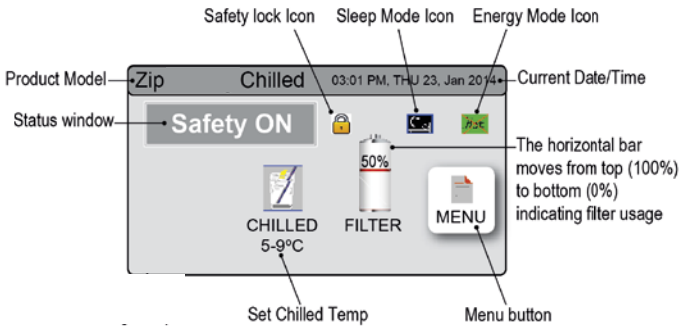 Safety lock Icon Sleep Mode Icon Energy Mode Icon
Product Model Zip Chilled 03:01 PM, THU 23, Jan 2014 Current Date/Time
Status window Safety ON
The horizontal bar
moves from top (100%)
to bottom (0%)
indicating filter usage
50%
CHILLED FILTER MENU
5-9ºC
Set Chilled Temp Menu button